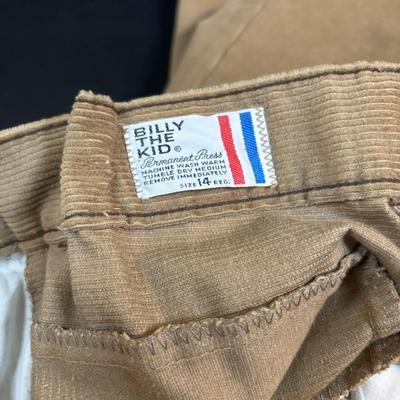 BILLY
THE
KID©
Permanent Press
MACHINE WASH WARM
TUMBLE DRY MEDIUM
REMOVE IMMEDIATELY
SIZE 14 REG.